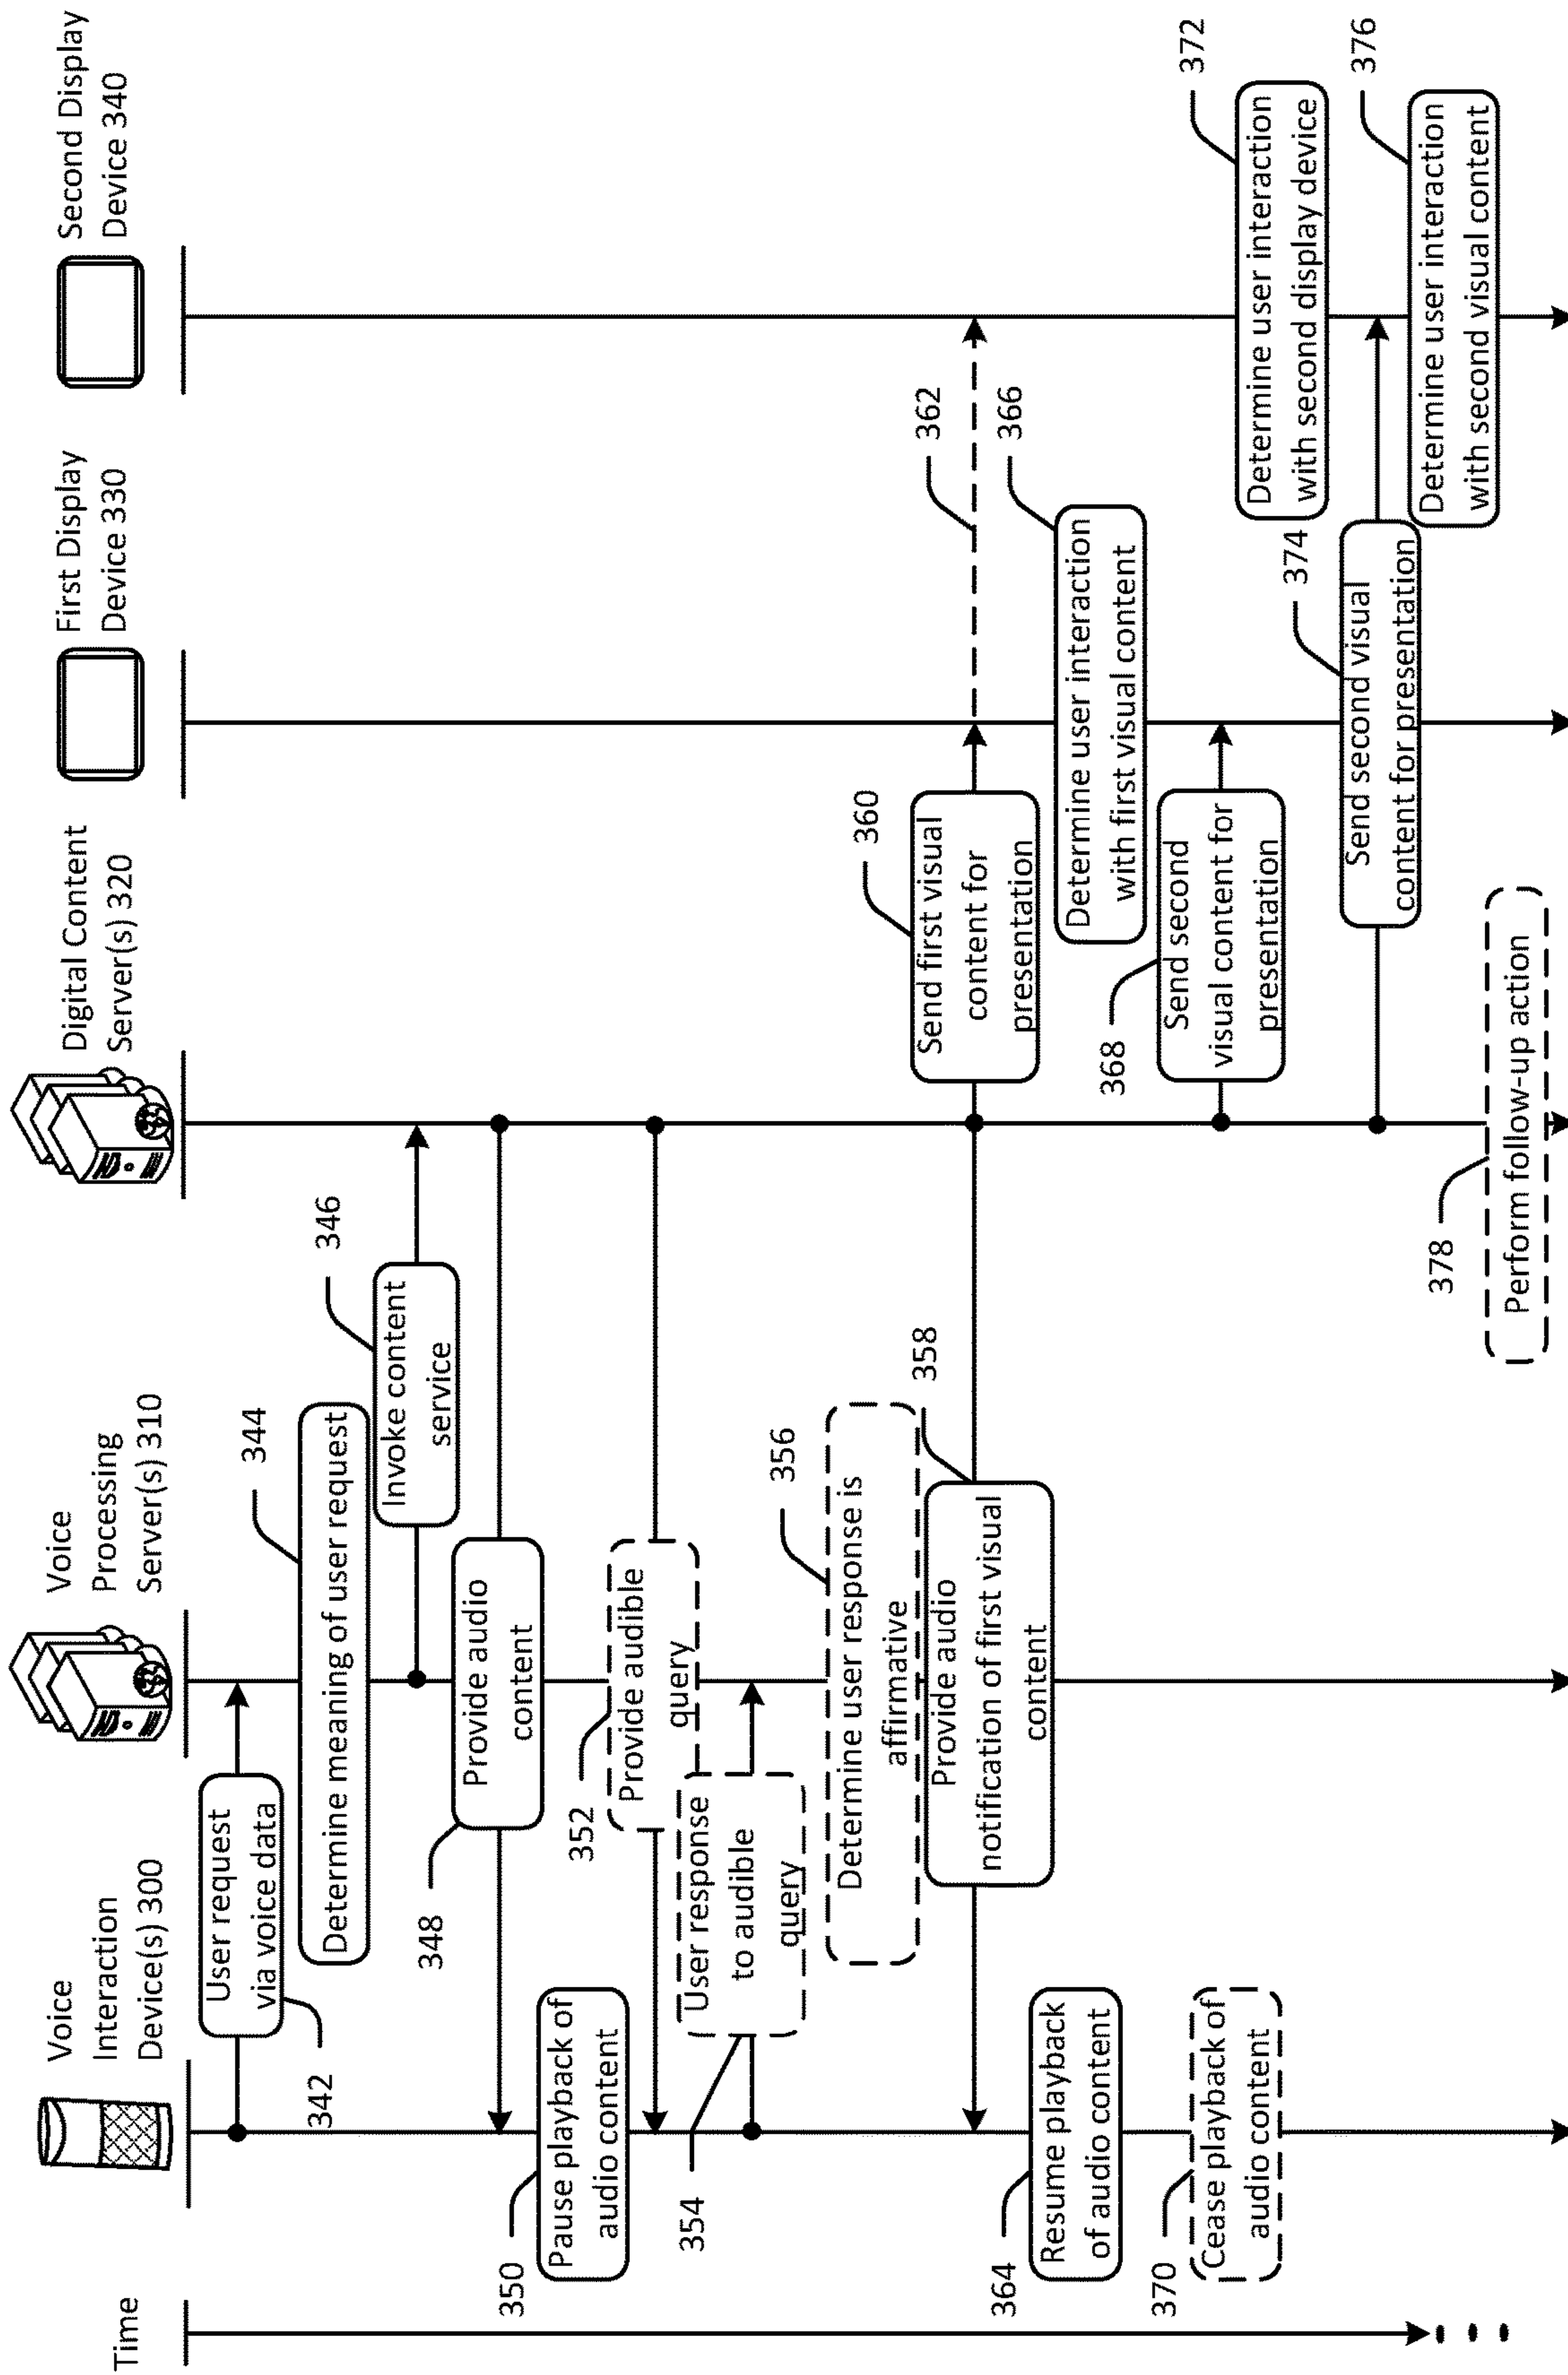 Time
Voice
Interaction
Device(s) 300
Voice
Processing
Server(s) 310
Digital Content
Server(s) 320
First Display
Device 330
Second Display
Device 340
342
User request
via voice data
344
Determine meaning of user request
346
Invoke content
service
348
Provide audio
content
350
Pause playback of
audio content
352
Provide audible
query
354
User response
to audible
query
356
Determine user response is
affirmative
358
Provide audio
notification of first visual
content
360
Send first visual
content for
presentation
362
364
Resume playback
of audio content
366
Determine user interaction
with first visual content
368
Send second
visual content for
presentation
370
Cease playback of
audio content
372
Determine user interaction
with second display device
374
Send second visual
content for presentation
376
Determine user interaction
with second visual content
378
Perform follow-up action